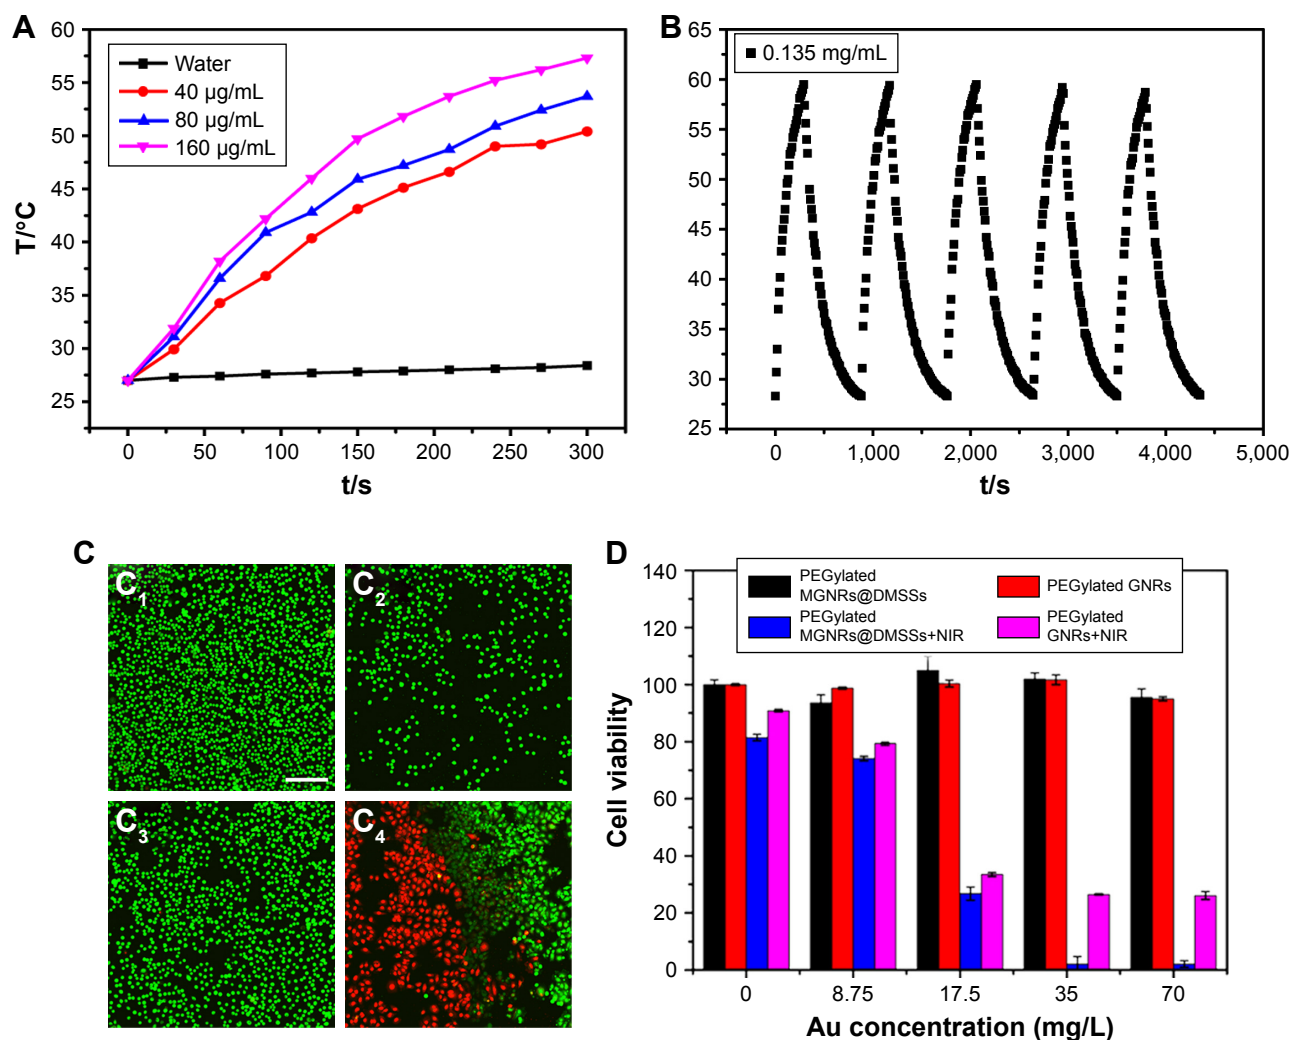 A
60
55
50
45
40
35
30
25
T/°C
Water
40 µg/mL
80 µg/mL
160 µg/mL
0 50 100 150 200 250 300
t/s
B
65
60
55
50
45
40
35
30
25
0.135 mg/mL
0 1,000 2,000 3,000 4,000 5,000
t/s
C
C1
C2
C3
C4
D
140
120
100
80
60
40
20
0
Cell viability
PEGylated
MGNRs@DMSSs
PEGylated GNRs
PEGylated
MGNRs@DMSSs+NIR
PEGylated
GNRs+NIR
0 8.75 17.5 35 70
Au concentration (mg/L)